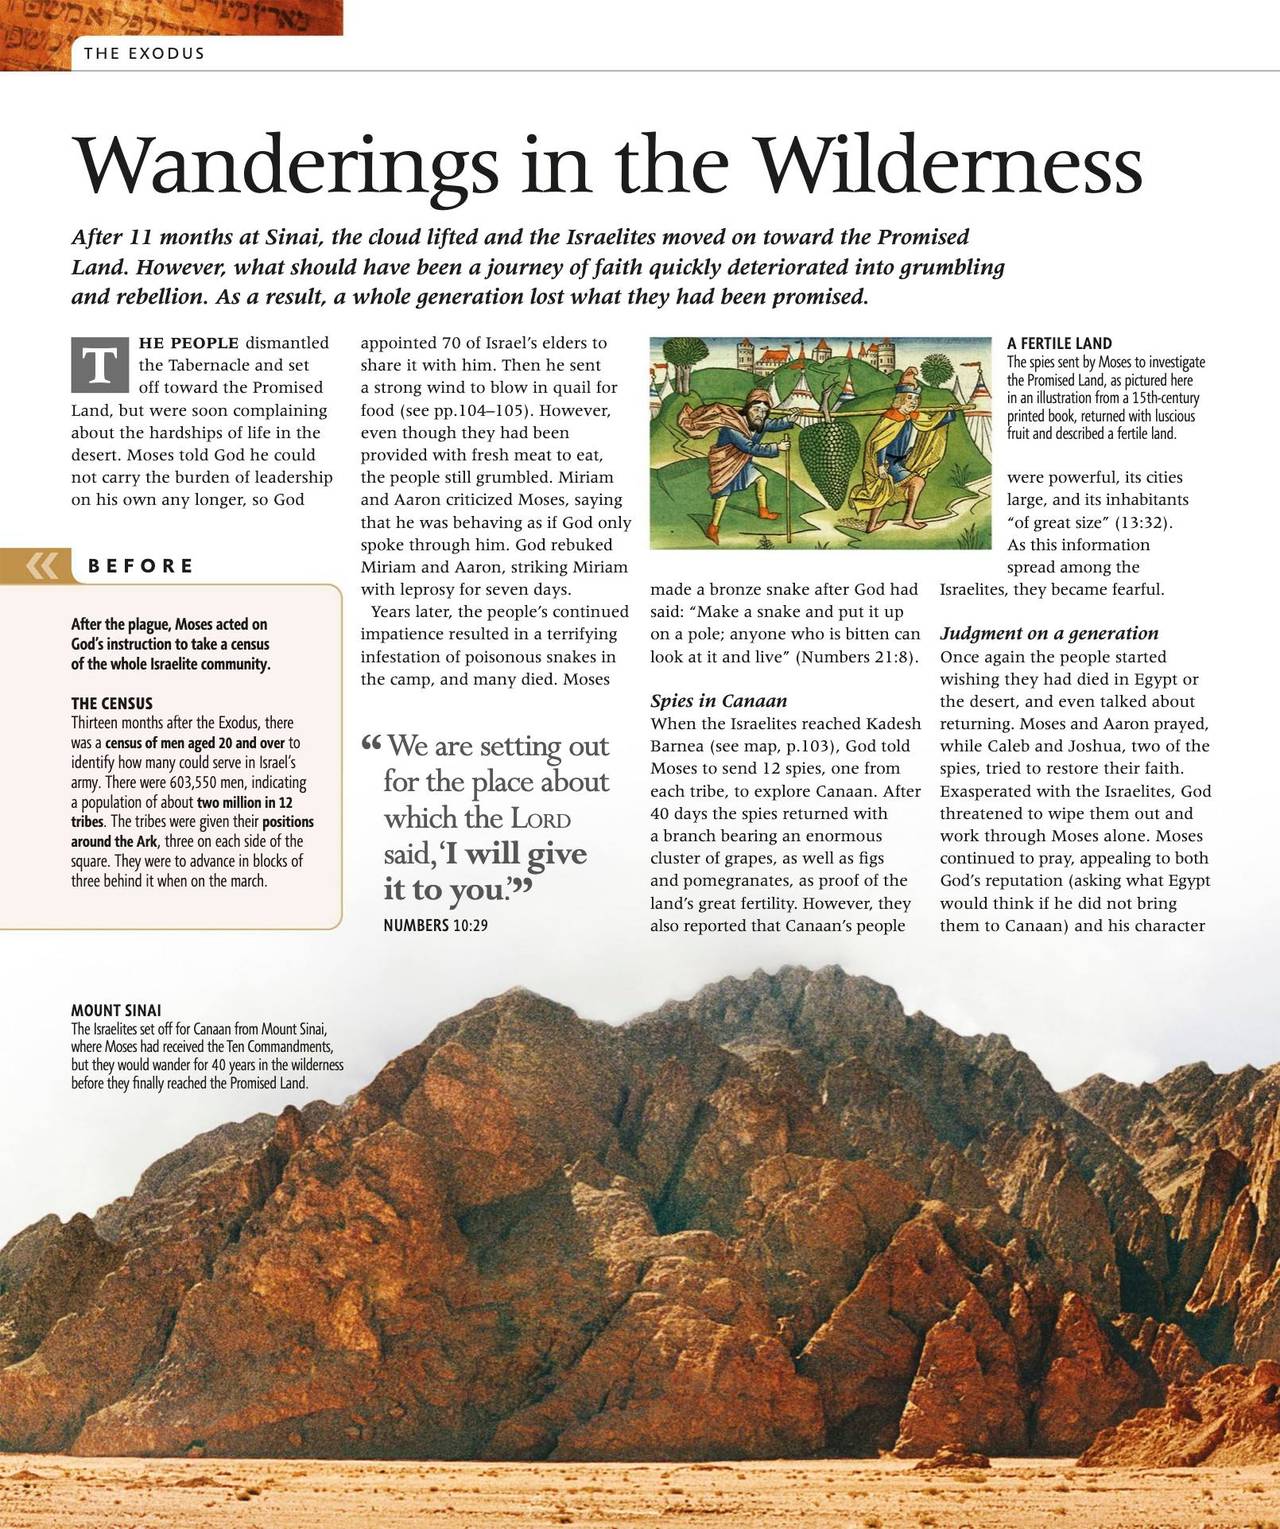 THE EXODUS
Wanderings in the Wilderness
After 11 months at Sinai, the cloud lifted and the Israelites moved on toward the Promised
Land. However, what should have been a journey of faith quickly deteriorated into grumbling
and rebellion. As a result, a whole generation lost what they had been promised.
THE PEOPLE dismantled
the Tabernacle and set
off toward the Promised
Land, but were soon complaining
about the hardships of life in the
desert. Moses told God he could
not carry the burden of leadership
on his own any longer, so God
BEFORE
After the plague, Moses acted on
God's instruction to take a census
of the whole Israelite community.
THE CENSUS
Thirteen months after the Exodus, there
was a census of men aged 20 and over to
identify how many could serve in Israel's
army. There were 603,550 men, indicating
a population of about two million in 12
tribes. The tribes were given their positions
around the Ark, three on each side of the
square. They were to advance in blocks of
three behind it when on the march.
appointed 70 of Israel's elders to
share it with him. Then he sent
a strong wind to blow in quail for
food (see pp.104–105). However,
even though they had been
provided with fresh meat to eat,
the people still grumbled. Miriam
and Aaron criticized Moses, saying
that he was behaving as if God only
spoke through him. God rebuked
Miriam and Aaron, striking Miriam
with leprosy for seven days.
Years later, the people's continued
impatience resulted in a terrifying
infestation of poisonous snakes in
the camp, and many died. Moses
“We are setting out
for the place about
which the LORD
said, ‘I will give
it to you.’”
NUMBERS 10:29
A FERTILE LAND
The spies sent by Moses to investigate
the Promised Land, as pictured here
in an illustration from a 15th-century
printed book, returned with luscious
fruit and described a fertile land.
made a bronze snake after God had
said: “Make a snake and put it up
on a pole; anyone who is bitten can
look at it and live” (Numbers 21:8).
Spies in Canaan
When the Israelites reached Kadesh
Barnea (see map, p.103), God told
Moses to send 12 spies, one from
each tribe, to explore Canaan. After
40 days the spies returned with
a branch bearing an enormous
cluster of grapes, as well as figs
and pomegranates, as proof of the
land's great fertility. However, they
also reported that Canaan's people
were powerful, its cities
large, and its inhabitants
“of great size” (13:32).
As this information
spread among the
Israelites, they became fearful.
Judgment on a generation
Once again the people started
wishing they had died in Egypt or
the desert, and even talked about
returning. Moses and Aaron prayed,
while Caleb and Joshua, two of the
spies, tried to restore their faith.
Exasperated with the Israelites, God
threatened to wipe them out and
work through Moses alone. Moses
continued to pray, appealing to both
God's reputation (asking what Egypt
would think if he did not bring
them to Canaan) and his character
MOUNT SINAI
The Israelites set off for Canaan from Mount Sinai,
where Moses had received the Ten Commandments,
but they would wander for 40 years in the wilderness
before they finally reached the Promised Land.